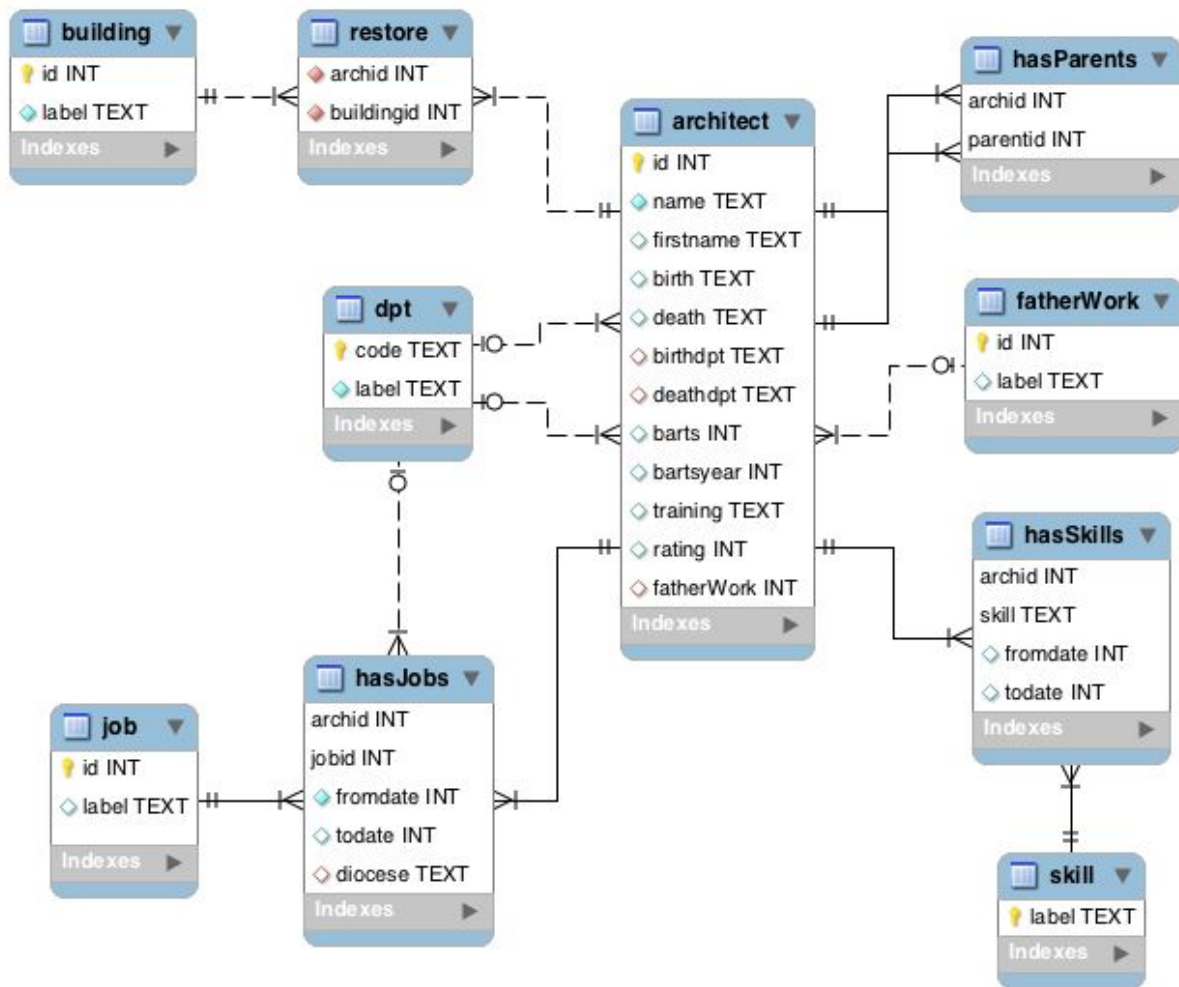 building
id INT
label TEXT
Indexes
restore
archid INT
buildingid INT
Indexes
hasParents
archid INT
parentid INT
Indexes
architect
id INT
name TEXT
firstname TEXT
birth TEXT
death TEXT
birthdpt TEXT
deathdpt TEXT
barts INT
bartsyear INT
training TEXT
rating INT
fatherWork INT
Indexes
dpt
code TEXT
label TEXT
Indexes
fatherWork
id INT
label TEXT
Indexes
hasSkills
archid INT
skill TEXT
fromdate INT
todate INT
Indexes
hasJobs
archid INT
jobid INT
fromdate INT
todate INT
diocese TEXT
Indexes
job
id INT
label TEXT
Indexes
skill
label TEXT
Indexes